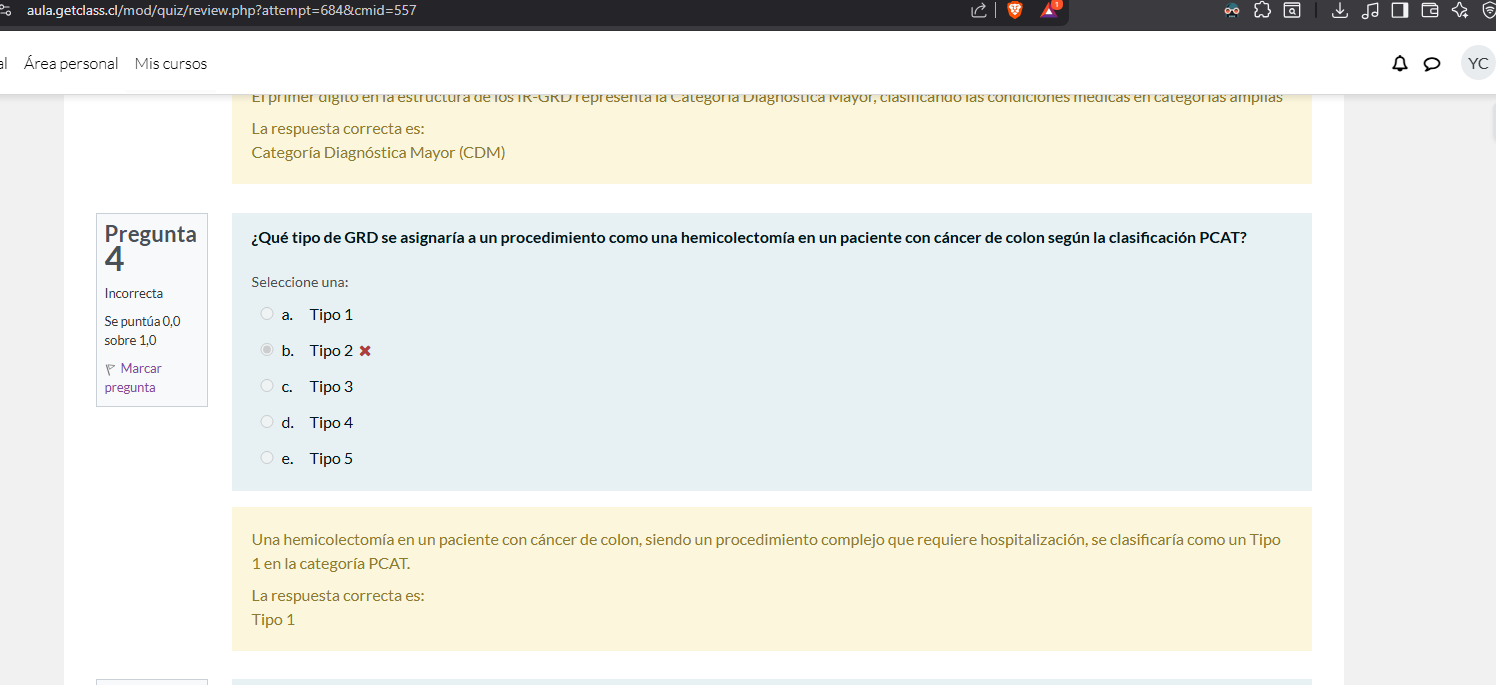 aula.getclass.cl/mod/quiz/review.php?attempt=684&cmid=557
1
al Área personal Mis cursos
YC
El primer dígito en la estructura de los IR-GRD representa la Categoría Diagnóstica Mayor, clasificando las condiciones médicas en categorías amplias
La respuesta correcta es:
Categoría Diagnóstica Mayor (CDM)
Pregunta
4
Incorrecta
Se puntúa 0,0
sobre 1,0
Marcar
pregunta
¿Qué tipo de GRD se asignaría a un procedimiento como una hemicolectomía en un paciente con cáncer de colon según la clasificación PCAT?
Seleccione una:
a. Tipo 1
b. Tipo 2
c. Tipo 3
d. Tipo 4
e. Tipo 5
Una hemicolectomía en un paciente con cáncer de colon, siendo un procedimiento complejo que requiere hospitalización, se clasificaría como un Tipo
1 en la categoría PCAT.
La respuesta correcta es:
Tipo 1